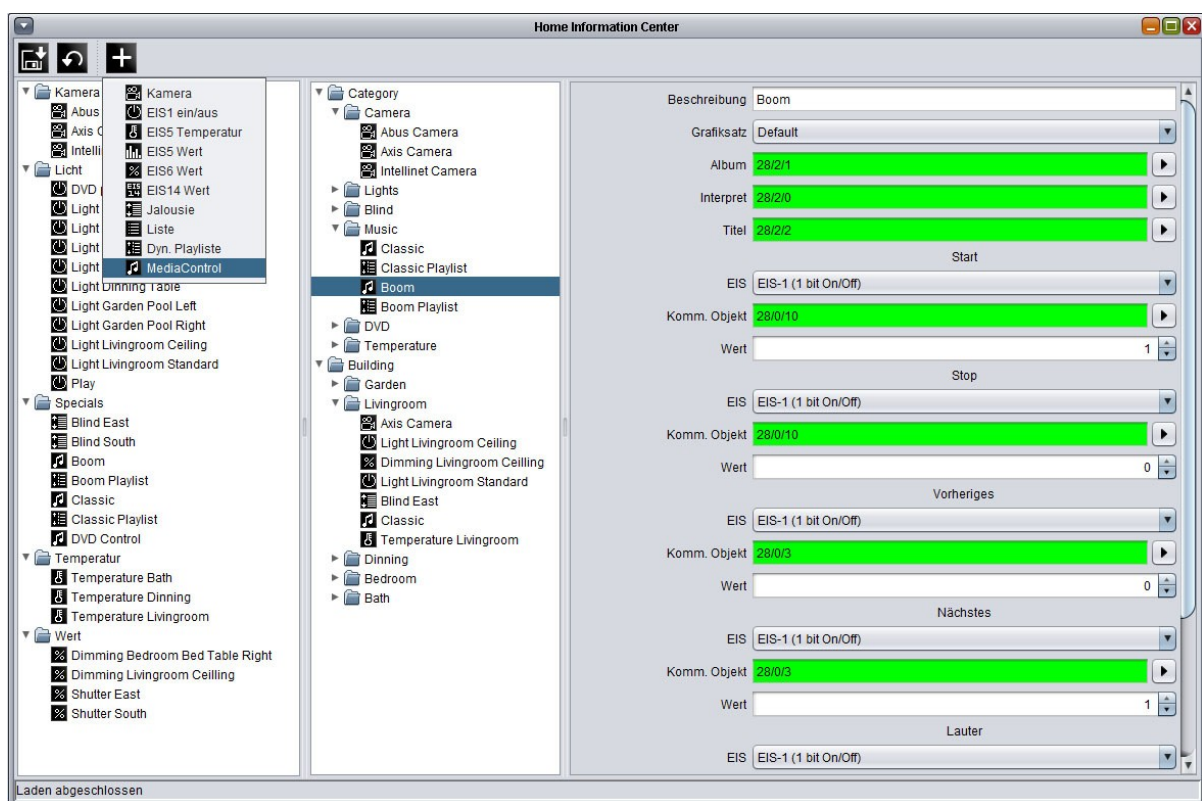 Home Information Center
Kamera
Abus
Axis C
Intelli
Licht
DVD
Light
Light
Light
Light
Light Dinning Table
Light Garden Pool Left
Light Garden Pool Right
Light Livingroom Ceiling
Light Livingroom Standard
Play
Specials
Blind East
Blind South
Boom
Boom Playlist
Classic
Classic Playlist
DVD Control
Temperatur
Temperature Bath
Temperature Dinning
Temperature Livingroom
Wert
Dimming Bedroom Bed Table Right
Dimming Livingroom Ceilling
Shutter East
Shutter South
Kamera
EIS1 ein/aus
EIS5 Temperatur
EIS5 Wert
EIS6 Wert
EIS14 Wert
Jalousie
Liste
Dyn. Playliste
MediaControl
Category
Camera
Abus Camera
Axis Camera
Intellinet Camera
Lights
Blind
Music
Classic
Classic Playlist
Boom
Boom Playlist
DVD
Temperature
Building
Garden
Livingroom
Axis Camera
Light Livingroom Ceiling
Dimming Livingroom Ceilling
Light Livingroom Standard
Blind East
Classic
Temperature Livingroom
Dinning
Bedroom
Bath
Beschreibung Boom
Grafiksatz Default
Album 28/2/1
Interpret 28/2/0
Titel 28/2/2
Start
EIS EIS-1 (1 bit On/Off)
Komm. Objekt 28/0/10
Wert 1
Stop
EIS EIS-1 (1 bit On/Off)
Komm. Objekt 28/0/10
Wert 0
Vorheriges
EIS EIS-1 (1 bit On/Off)
Komm. Objekt 28/0/3
Wert 0
Nächstes
EIS EIS-1 (1 bit On/Off)
Komm. Objekt 28/0/3
Wert 1
Lauter
EIS EIS-1 (1 bit On/Off)
Laden abgeschlossen